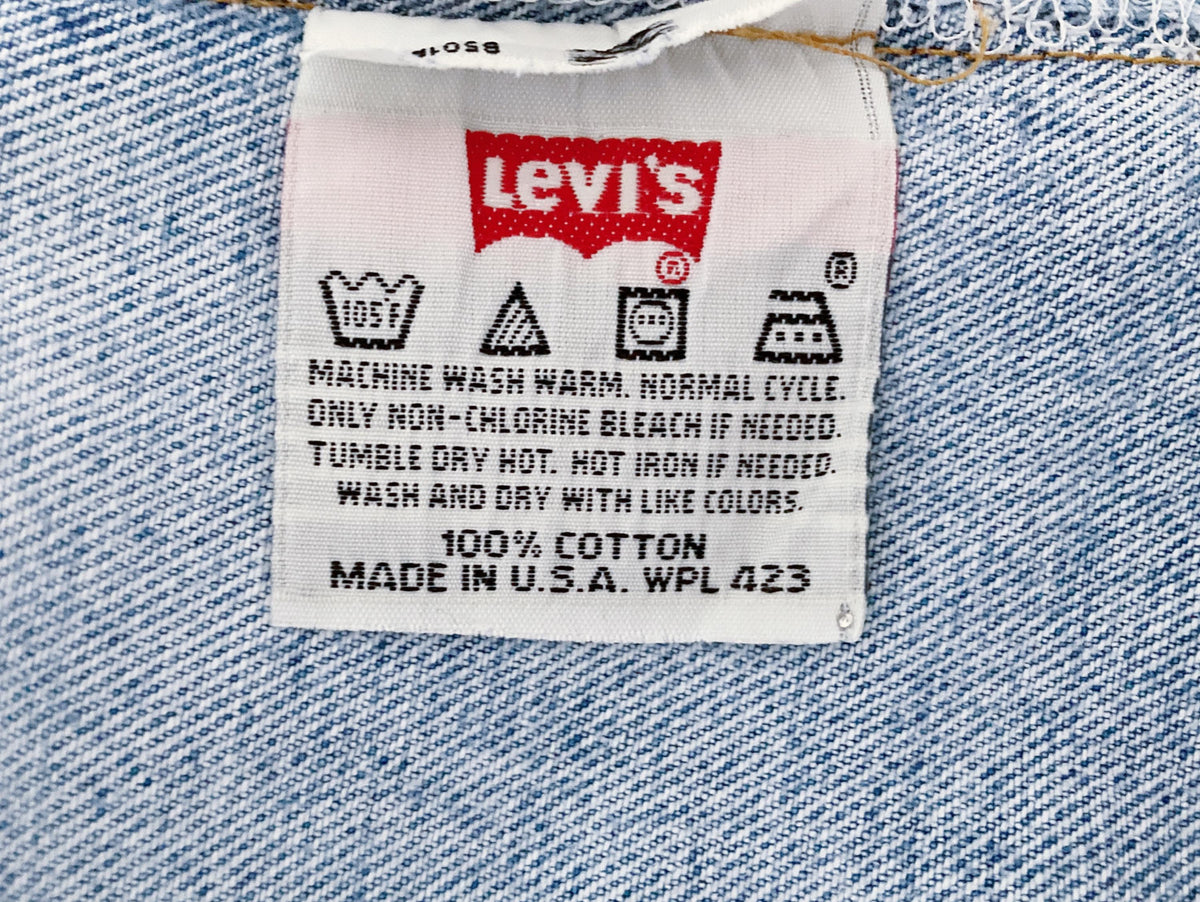 LEVI'S
®
®
105°F
MACHINE WASH WARM. NORMAL CYCLE.
ONLY NON-CHLORINE BLEACH IF NEEDED.
TUMBLE DRY HOT. HOT IRON IF NEEDED.
WASH AND DRY WITH LIKE COLORS.
100% COTTON
MADE IN U.S.A. WPL 423